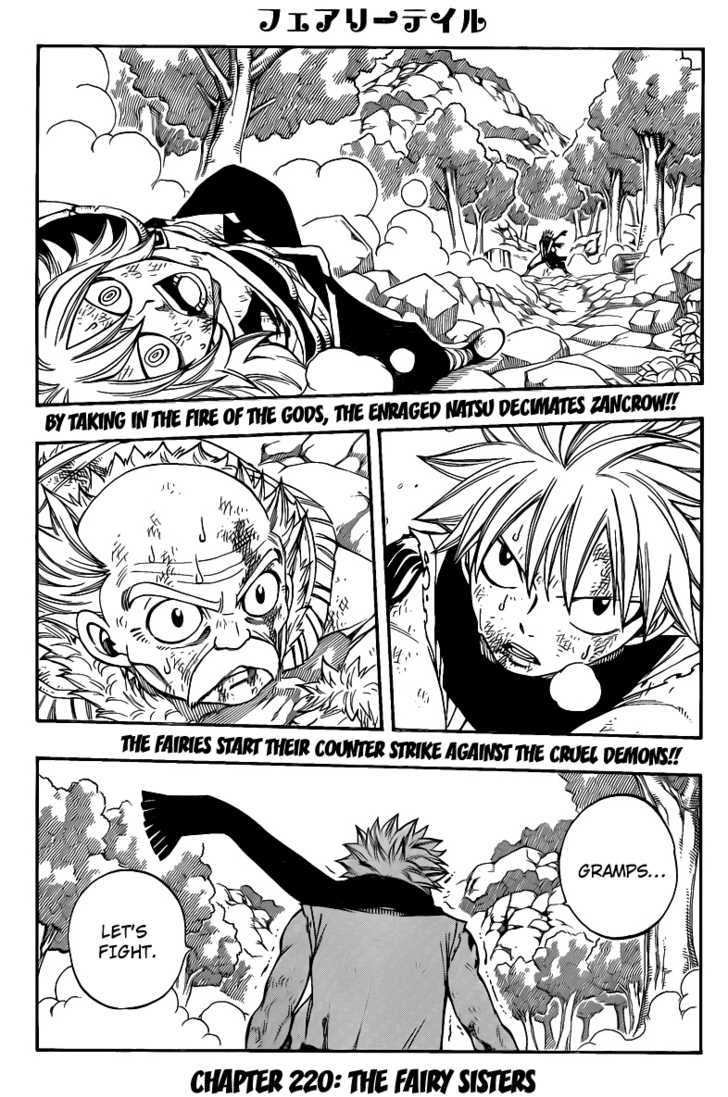 フェアリーテイル
BY TAKING IN THE FIRE OF THE GODS, THE ENRAGED NATSU DECIMATES ZANCROW!!
THE FAIRIES START THEIR COUNTER STRIKE AGAINST THE CRUEL DEMONS!!
GRAMPS...
LET'S
FIGHT.
CHAPTER 220: THE FAIRY SISTERS